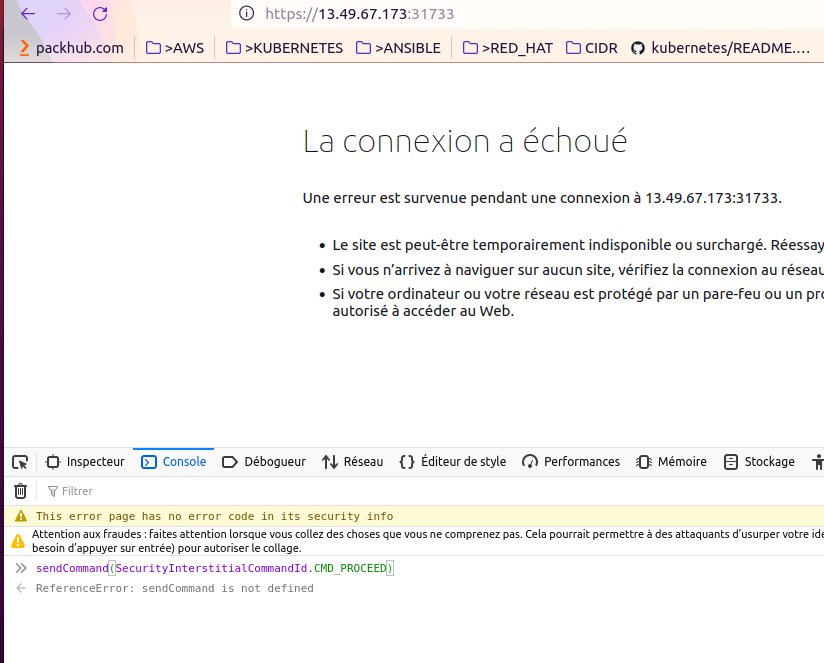 https://13.49.67.173:31733
packhub.com >AWS >KUBERNETES >ANSIBLE >RED_HAT CIDR kubernetes/README.…
La connexion a échoué
Une erreur est survenue pendant une connexion à 13.49.67.173:31733.
• Le site est peut-être temporairement indisponible ou surchargé. Réessay
• Si vous n’arrivez à naviguer sur aucun site, vérifiez la connexion au réseau
• Si votre ordinateur ou votre réseau est protégé par un pare-feu ou un pro
autorisé à accéder au Web.
Inspecteur Console Débogueur Réseau Éditeur de style Performances Mémoire Stockage
Filtrer
This error page has no error code in its security info
Attention aux fraudes : faites attention lorsque vous collez des choses que vous ne comprenez pas. Cela pourrait permettre à des attaquants d’usurper votre ide
besoin d’appuyer sur entrée) pour autoriser le collage.
sendCommand(SecurityInterstitialCommandId.CMD_PROCEED)
ReferenceError: sendCommand is not defined